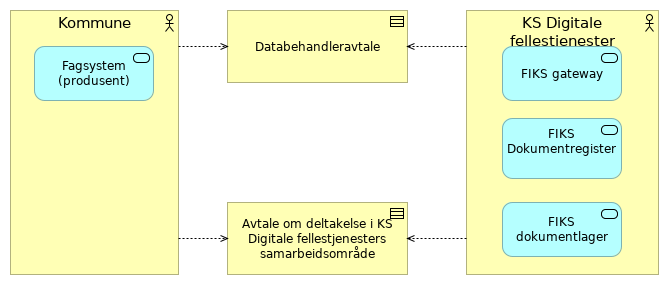 Kommune
Fagsystem
(produsent)
Databehandleravtale
KS Digitale
fellestienester
FIKS gateway
FIKS
Dokumentregister
FIKS
dokumentlager
Avtale om deltakelse i KS
Digitale fellestjenesters
samarbeidsområde